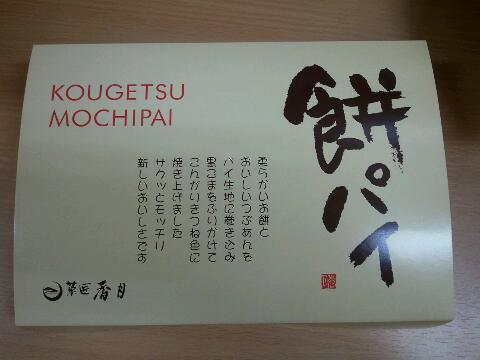 餅パイ
KOUGETSU
MOCHIPAI
柔らかいお餅と
おいしいつぶあんを
パイ生地に巻き込み
黒ごまをふりかけて
こんがりきつね色に
焼き上げました
サクッとモッチリ
新しいおいしさです
菓匠香月